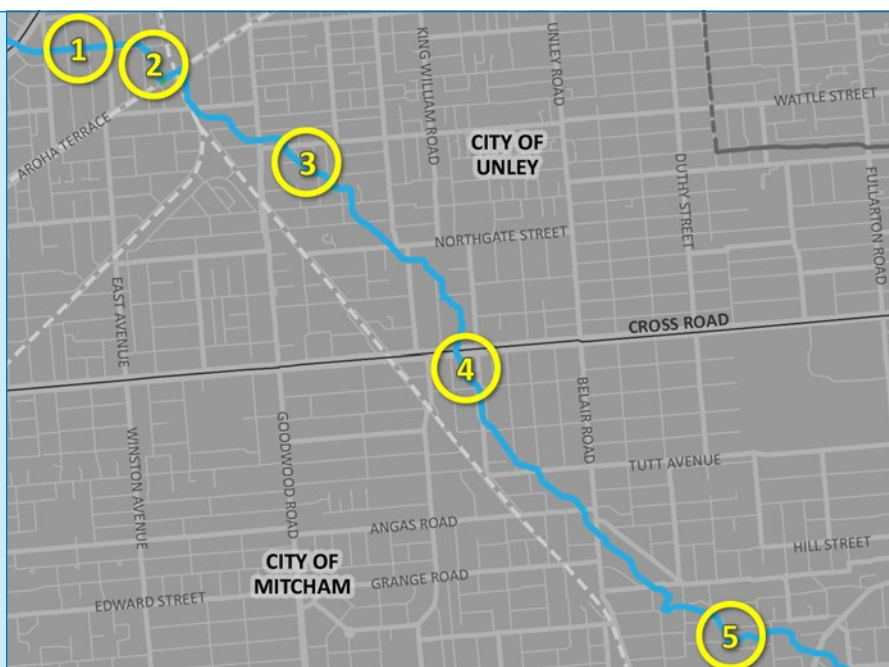 1
2
3
4
5
AROHA TERRACE
KING WILLIAM ROAD
UNLEY ROAD
WATTLE STREET
CITY OF
UNLEY
DUTHY STREET
FULLARTON ROAD
NORTHGATE STREET
EAST AVENUE
CROSS ROAD
WINSTON AVENUE
GOODWOOD ROAD
BELAIR ROAD
TUTT AVENUE
ANGAS ROAD
HILL STREET
CITY OF
MITCHAM
GRANGE ROAD
EDWARD STREET